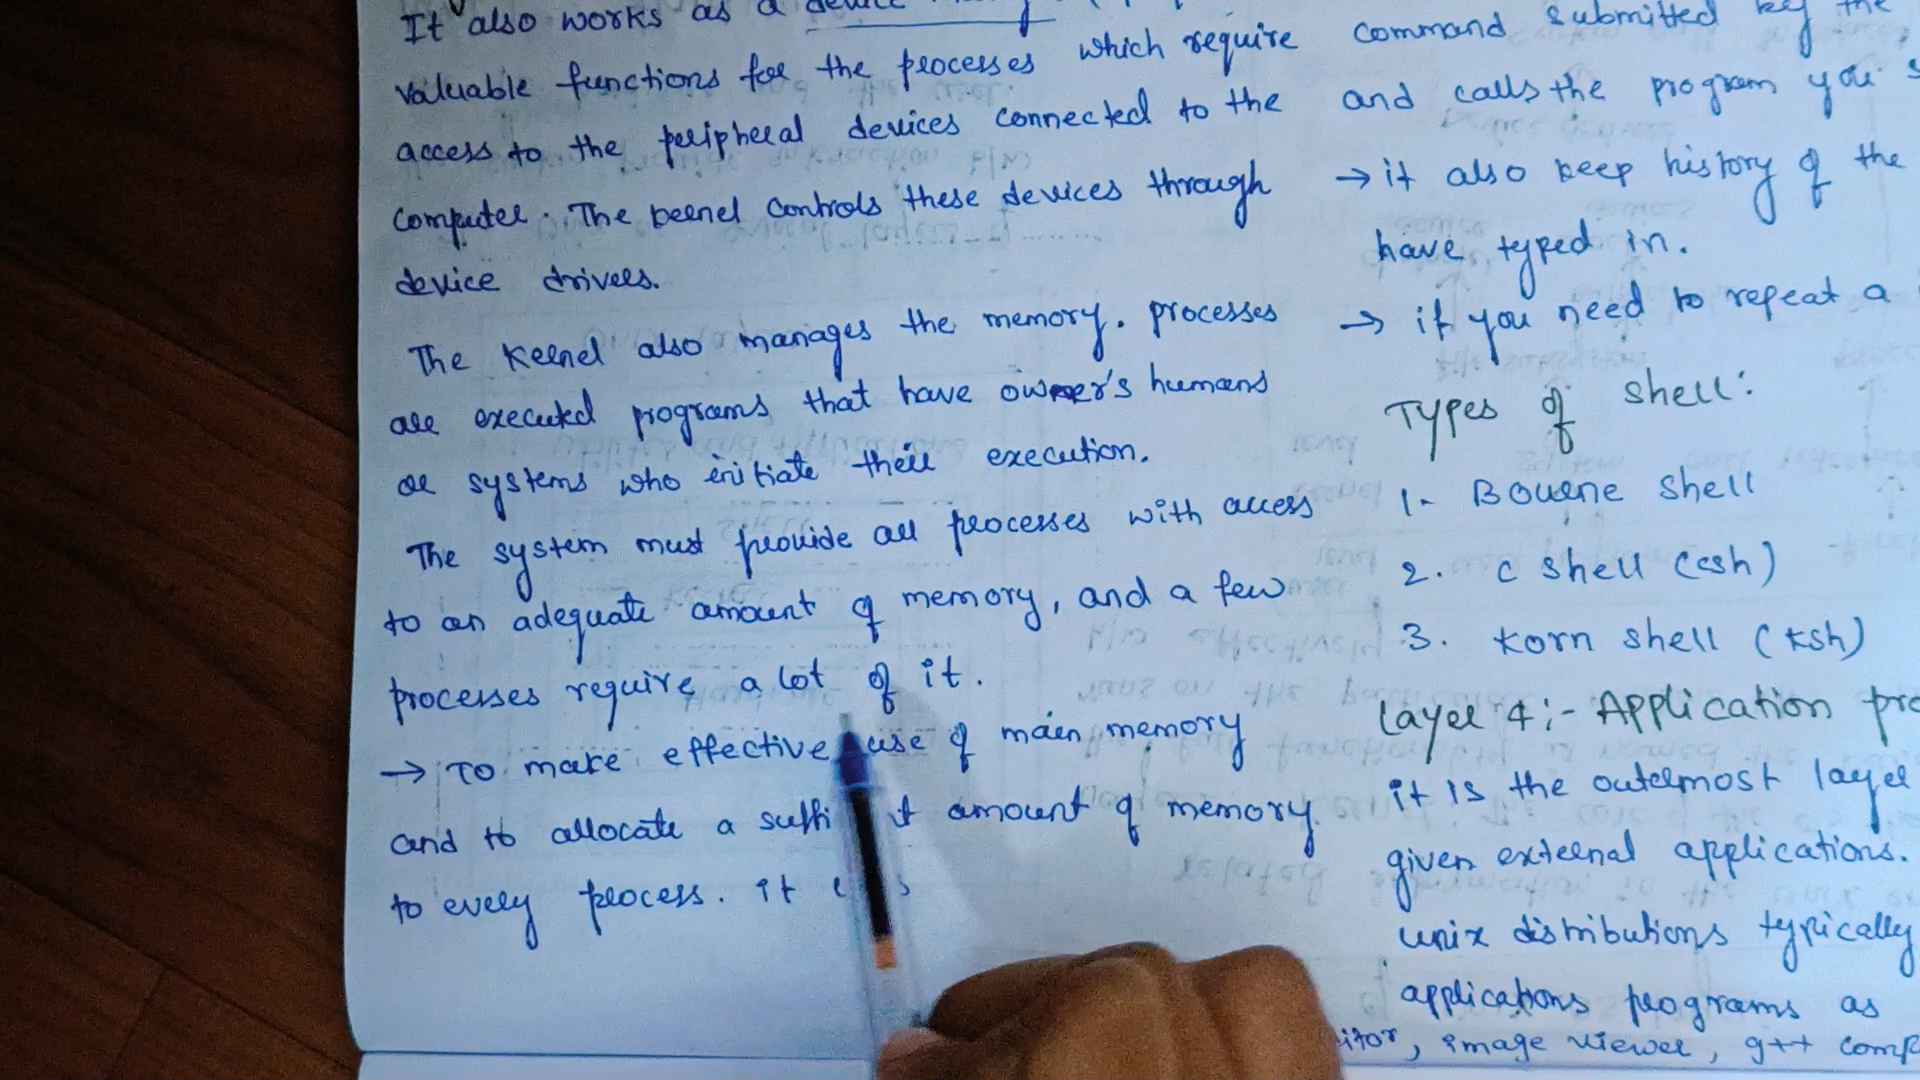 It also works as a device
valuable functions for the processes which require
access to the peripheral devices connected to the
computer. The kernel controls these devices through
device drivers.
The Kernel also manages the memory. processes
are executed programs that have owner's humans
or systems who initiate their execution.
The system must provide all processes with access
to an adequate amount of memory, and a few
processes require a lot of it.
→ To make effective use of main memory
and to allocate a amount of memory.
to every process. it
command submitted by the
and calls the program you
→ it also keep history of the
have typed in.
→ if you need to repeat a
Types of shell:
1- Bourne shell
2. C shell (csh)
3. Korn shell (ksh)
Layer 4:- Application
it is the outermost layer
given external applications.
unix distributions typically
applications programs as
image viewer, g++